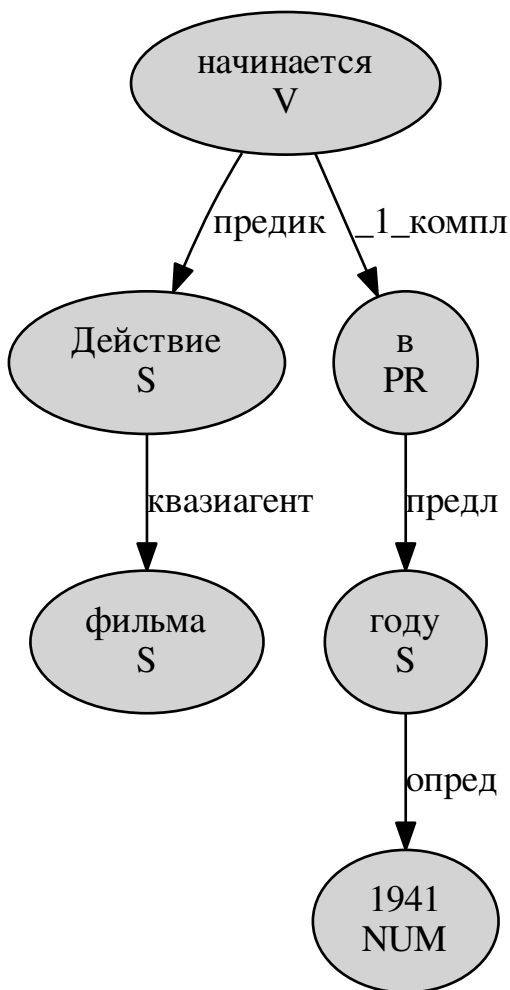 начинается
V
предик
_1_компл
Действие
S
в
PR
квазиагент
предл
фильма
S
году
S
опред
1941
NUM